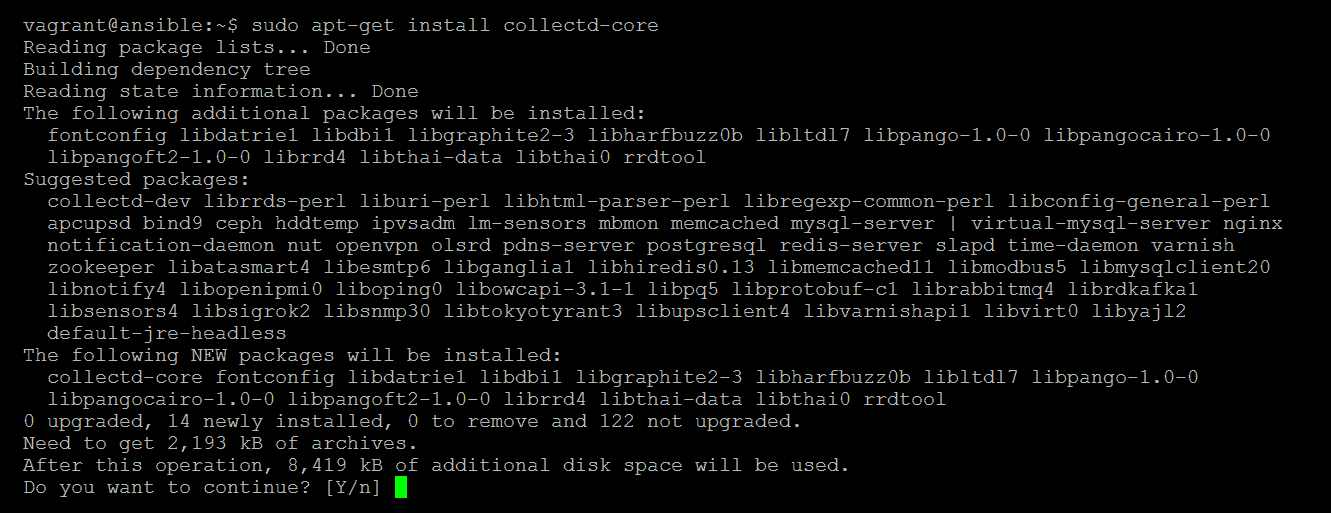 vagrant@ansible:~$ sudo apt-get install collectd-core
Reading package lists... Done
Building dependency tree
Reading state information... Done
The following additional packages will be installed:
  fontconfig libdatrie1 libdbi1 libgraphite2-3 libharfbuzz0b libltdl7 libpango-1.0-0 libpangocairo-1.0-0
  libpangoft2-1.0-0 librrd4 libthai-data libthai0 rrdtool
Suggested packages:
  collectd-dev librrds-perl liburi-perl libhtml-parser-perl libregexp-common-perl libconfig-general-perl
  apcupsd bind9 ceph hddtemp ipvsadm lm-sensors mbmon memcached mysql-server | virtual-mysql-server nginx
  notification-daemon nut openvpn olsrd pdns-server postgresql redis-server slapd time-daemon varnish
  zookeeper libatasmart4 libesmtp6 libganglia1 libhiredis0.13 libmemcached11 libmodbus5 libmysqlclient20
  libnotify4 libopenipmi0 liboping0 libowcapi-3.1-1 libpq5 libprotobuf-c1 librabbitmq4 librdkafka1
  libsensors4 libsigrok2 libsnmp30 libtokyotyrant3 libupsclient4 libvarnishapi1 libvirt0 libyajl2
  default-jre-headless
The following NEW packages will be installed:
  collectd-core fontconfig libdatrie1 libdbi1 libgraphite2-3 libharfbuzz0b libltdl7 libpango-1.0-0
  libpangocairo-1.0-0 libpangoft2-1.0-0 librrd4 libthai-data libthai0 rrdtool
0 upgraded, 14 newly installed, 0 to remove and 122 not upgraded.
Need to get 2,193 kB of archives.
After this operation, 8,419 kB of additional disk space will be used.
Do you want to continue? [Y/n]